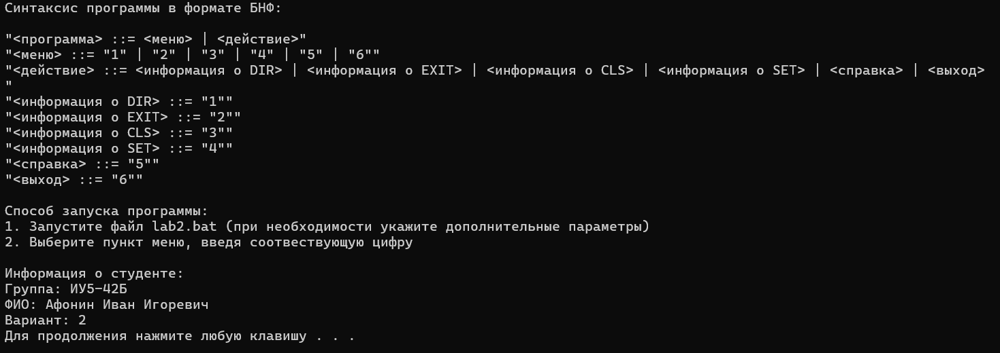 Синтаксис программы в формате БНФ:
"<программа> ::= <меню> | <действие>"
"<меню> ::= "1" | "2" | "3" | "4" | "5" | "6""
"<действие> ::= <информация о DIR> | <информация о EXIT> | <информация о CLS> | <информация о SET> | <справка> | <выход>
"
"<информация о DIR> ::= "1""
"<информация о EXIT> ::= "2""
"<информация о CLS> ::= "3""
"<информация о SET> ::= "4""
"<справка> ::= "5""
"<выход> ::= "6""
Способ запуска программы:
1. Запустите файл lab2.bat (при необходимости укажите дополнительные параметры)
2. Выберите пункт меню, введя соотвествующую цифру
Информация о студенте:
Группа: ИУ5-42Б
ФИО: Афонин Иван Игоревич
Вариант: 2
Для продолжения нажмите любую клавишу . . .